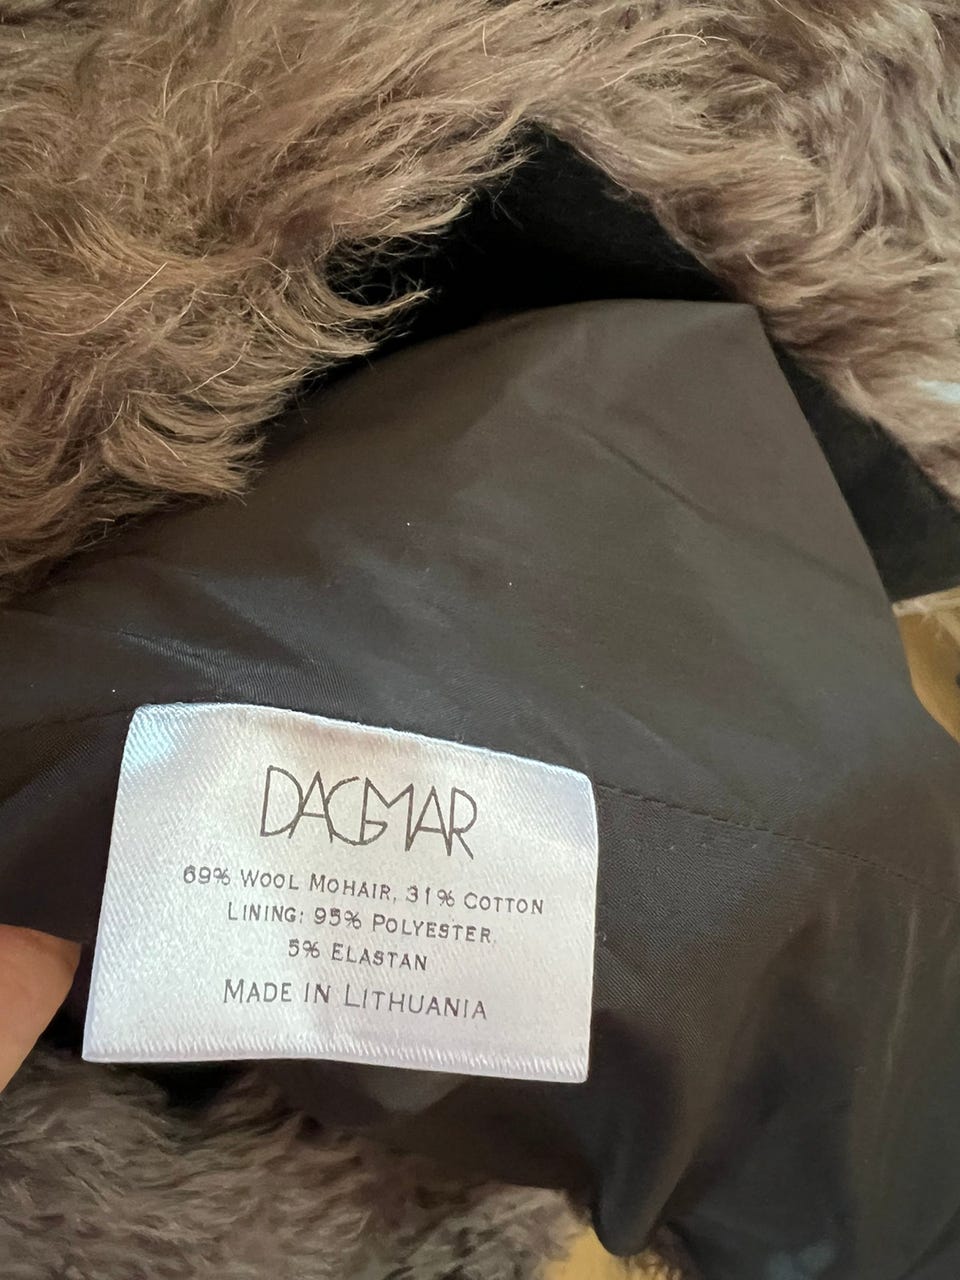 DAGMAR
69% WOOL MOHAIR, 31% COTTON
LINING: 95% POLYESTER
5% ELASTAN
MADE IN LITHUANIA